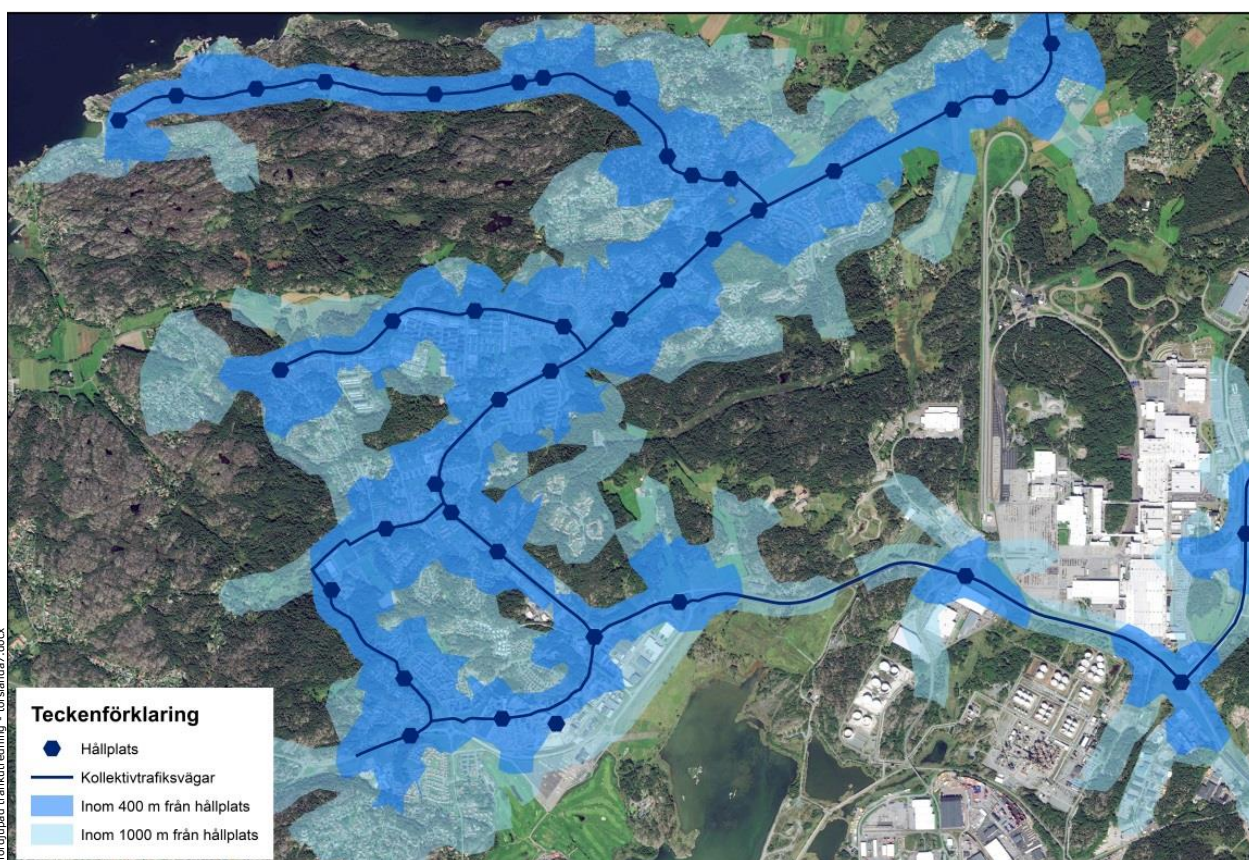 Teckenförklaring
Hållplats
Kollektivtrafiksvägar
Inom 400 m från hållplats
Inom 1000 m från hållplats